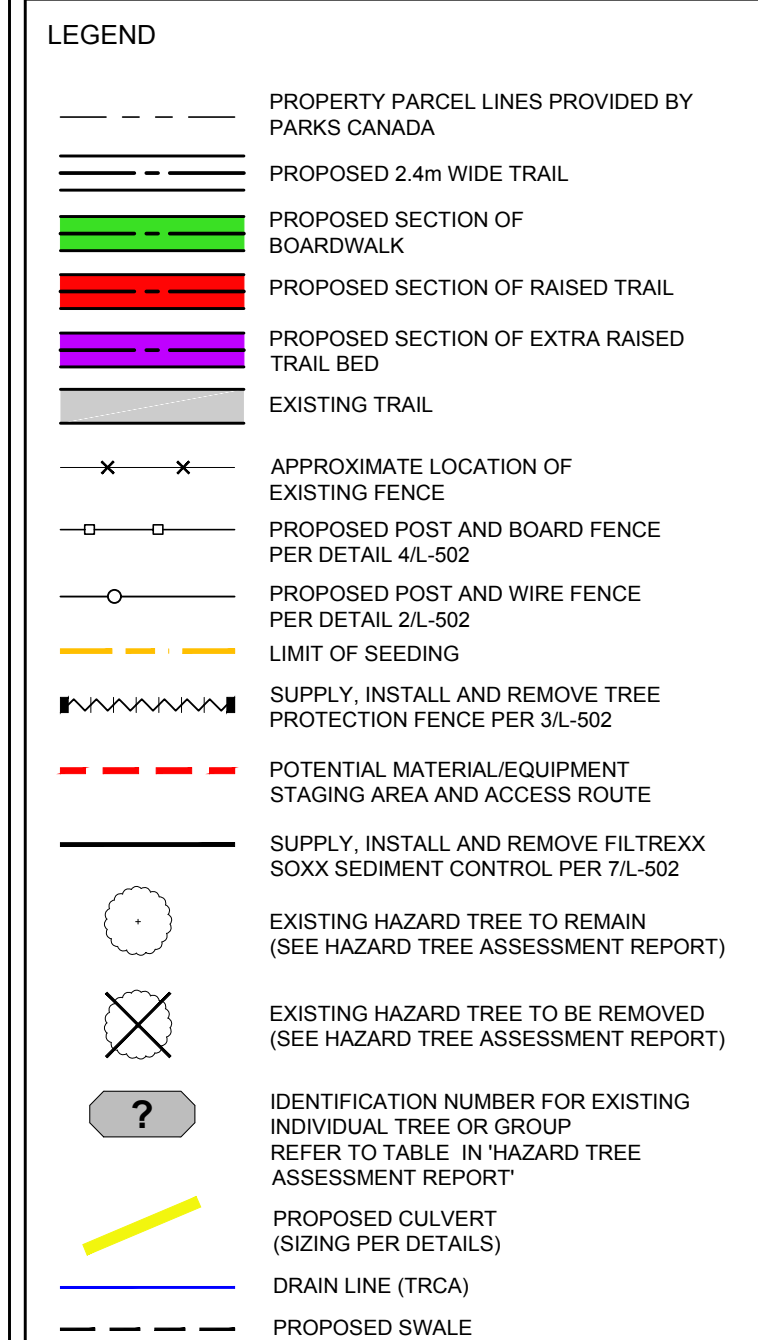 LEGEND
PROPERTY PARCEL LINES PROVIDED BY
PARKS CANADA
PROPOSED 2.4m WIDE TRAIL
PROPOSED SECTION OF
BOARDWALK
PROPOSED SECTION OF RAISED TRAIL
PROPOSED SECTION OF EXTRA RAISED
TRAIL BED
EXISTING TRAIL
APPROXIMATE LOCATION OF
EXISTING FENCE
PROPOSED POST AND BOARD FENCE
PER DETAIL 4/L-502
PROPOSED POST AND WIRE FENCE
PER DETAIL 2/L-502
LIMIT OF SEEDING
SUPPLY, INSTALL AND REMOVE TREE
PROTECTION FENCE PER 3/L-502
POTENTIAL MATERIAL/EQUIPMENT
STAGING AREA AND ACCESS ROUTE
SUPPLY, INSTALL AND REMOVE FILTREXX
SOXX SEDIMENT CONTROL PER 7/L-502
EXISTING HAZARD TREE TO REMAIN
(SEE HAZARD TREE ASSESSMENT REPORT)
EXISTING HAZARD TREE TO BE REMOVED
(SEE HAZARD TREE ASSESSMENT REPORT)
?
IDENTIFICATION NUMBER FOR EXISTING
INDIVIDUAL TREE OR GROUP
REFER TO TABLE IN 'HAZARD TREE
ASSESSMENT REPORT'
PROPOSED CULVERT
(SIZING PER DETAILS)
DRAIN LINE (TRCA)
PROPOSED SWALE